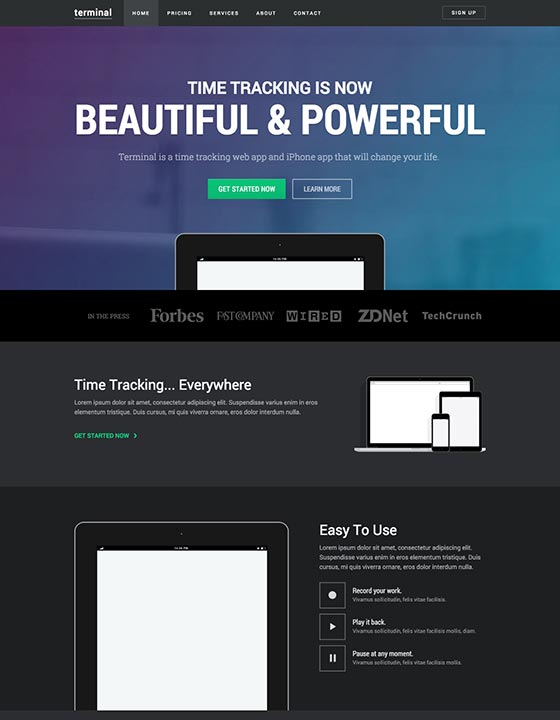 terminal HOME PRICING SERVICES ABOUT CONTACT SIGN UP
TIME TRACKING IS NOW
BEAUTIFUL & POWERFUL
Terminal is a time tracking web app and iPhone app that will change your life.
GET STARTED NOW LEARN MORE
IN THE PRESS Forbes FAST COMPANY WIRED ZDNet TechCrunch
Time Tracking... Everywhere
Lorem ipsum dolor sit amet, consectetur adipiscing elit. Suspendisse varius enim in eros
elementum tristique. Duis cursus, mi quis viverra ornare, eros dolor interdum nulla.
GET STARTED NOW
Easy To Use
Lorem ipsum dolor sit amet, consectetur adipiscing elit.
Suspendisse varius enim in eros elementum tristique. Duis
cursus, mi quis viverra ornare, eros dolor interdum nulla.
Record your work.
Vivamus sollicitudin, felis vitae facilisis.
Play it back.
Vivamus sollicitudin, felis vitae facilisis mollis, diam.
Pause at any moment.
Vivamus sollicitudin, felis vitae facilisis mollis.